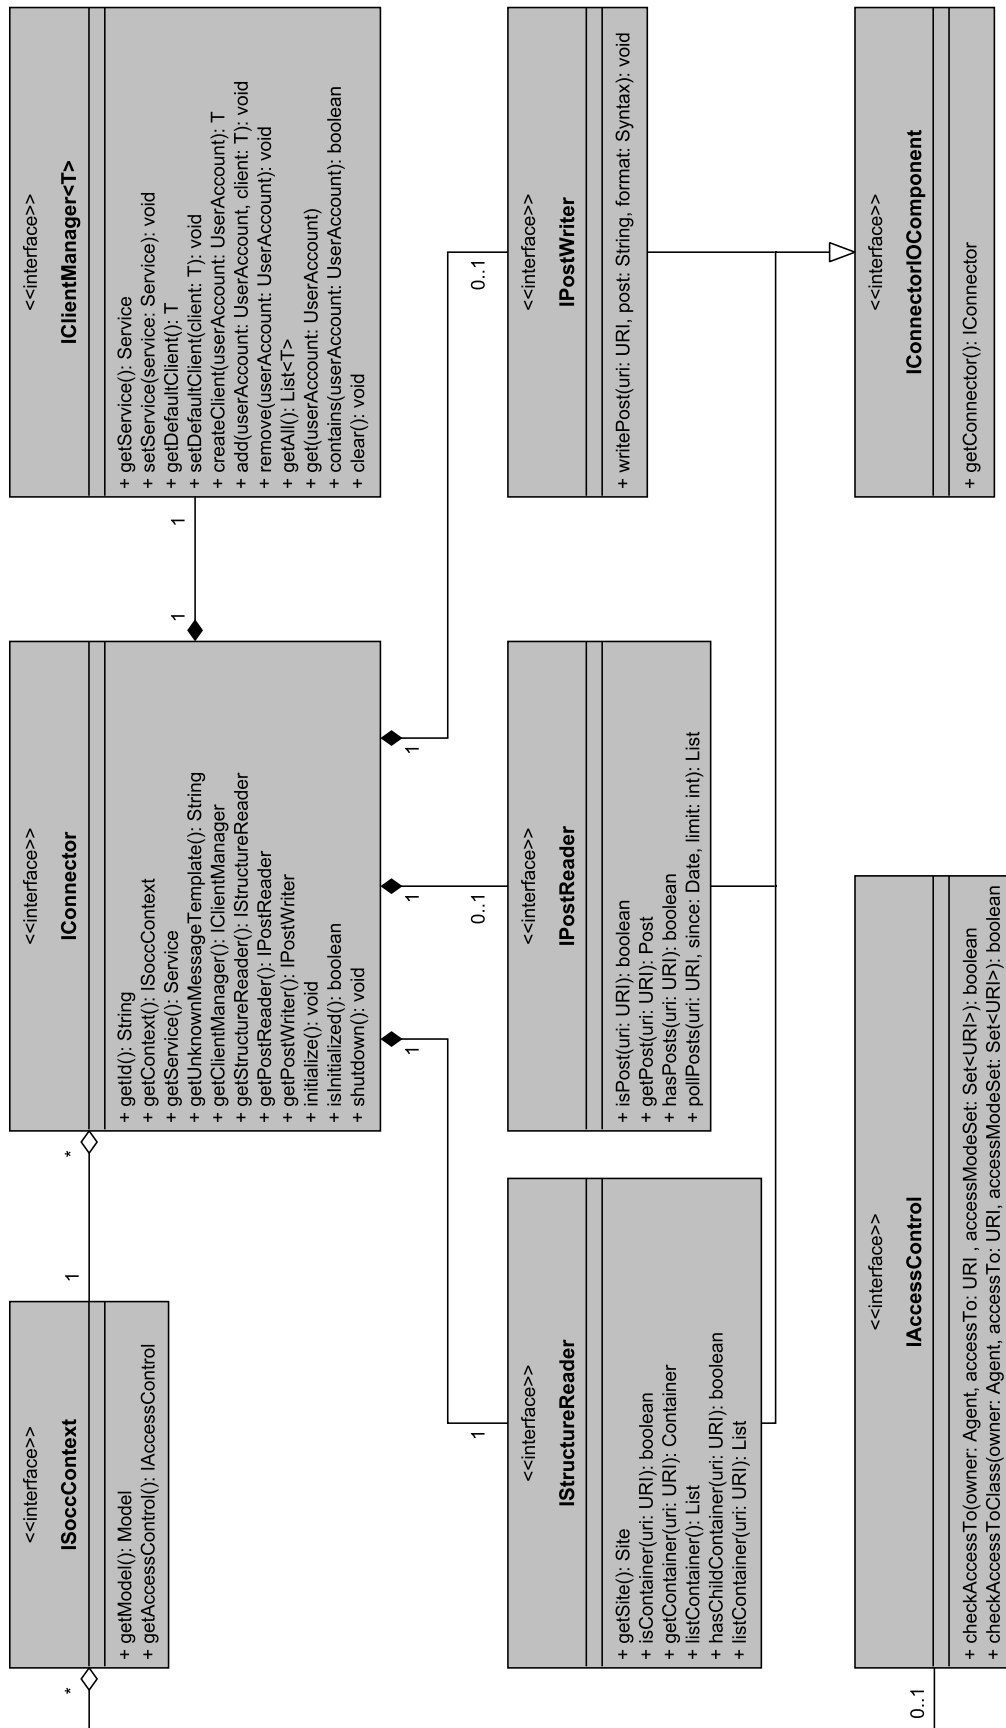 <<interface>>
ISoccContext
+ getModel(): Model
+ getAccessControl(): IAccessControl
*
*
1
<<interface>>
IConnector
+ getId(): String
+ getContext(): ISoccContext
+ getService(): Service
+ getUnknownMessageTemplate(): String
+ getClientManager(): IClientManager
+ getStructureReader(): IStructureReader
+ getPostReader(): IPostReader
+ getPostWriter(): IPostWriter
+ initialize(): void
+ isInitialized(): boolean
+ shutdown(): void
1
1
<<interface>>
IClientManager<T>
+ getService(): Service
+ setService(service: Service): void
+ getDefaultClient(): T
+ setDefaultClient(client: T): void
+ createClient(userAccount: UserAccount): T
+ add(userAccount: UserAccount, client: T): void
+ remove(userAccount: UserAccount): void
+ getAll(): List<T>
+ get(userAccount: UserAccount)
+ contains(userAccount: UserAccount): boolean
+ clear(): void
1
1
1
1
0..1
0..1
<<interface>>
IStructureReader
+ getSite(): Site
+ isContainer(uri: URI): boolean
+ getContainer(uri: URI): Container
+ listContainer(): List
+ hasChildContainer(uri: URI): boolean
+ listContainer(uri: URI): List
<<interface>>
IPostReader
+ isPost(uri: URI): boolean
+ getPost(uri: URI): Post
+ hasPosts(uri: URI): boolean
+ pollPosts(uri: URI, since: Date, limit: int): List
<<interface>>
IPostWriter
+ writePost(uri: URI, post: String, format: Syntax): void
0..1
<<interface>>
IAccessControl
+ checkAccessTo(owner: Agent, accessTo: URI , accessModeSet: Set<URI>): boolean
+ checkAccessToClass(owner: Agent, accessTo: URI, accessModeSet: Set<URI>): boolean
<<interface>>
IConnectorIOComponent
+ getConnector(): IConnector